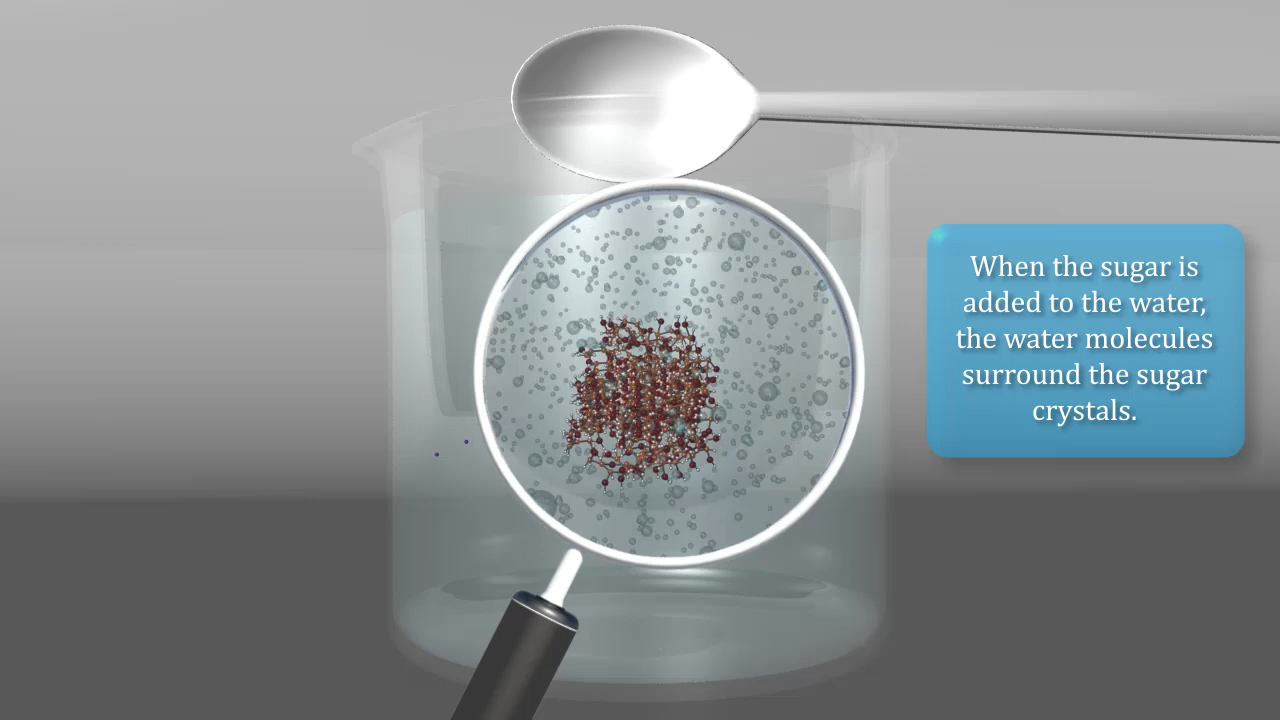 When the sugar is
added to the water,
the water molecules
surround the sugar
crystals.